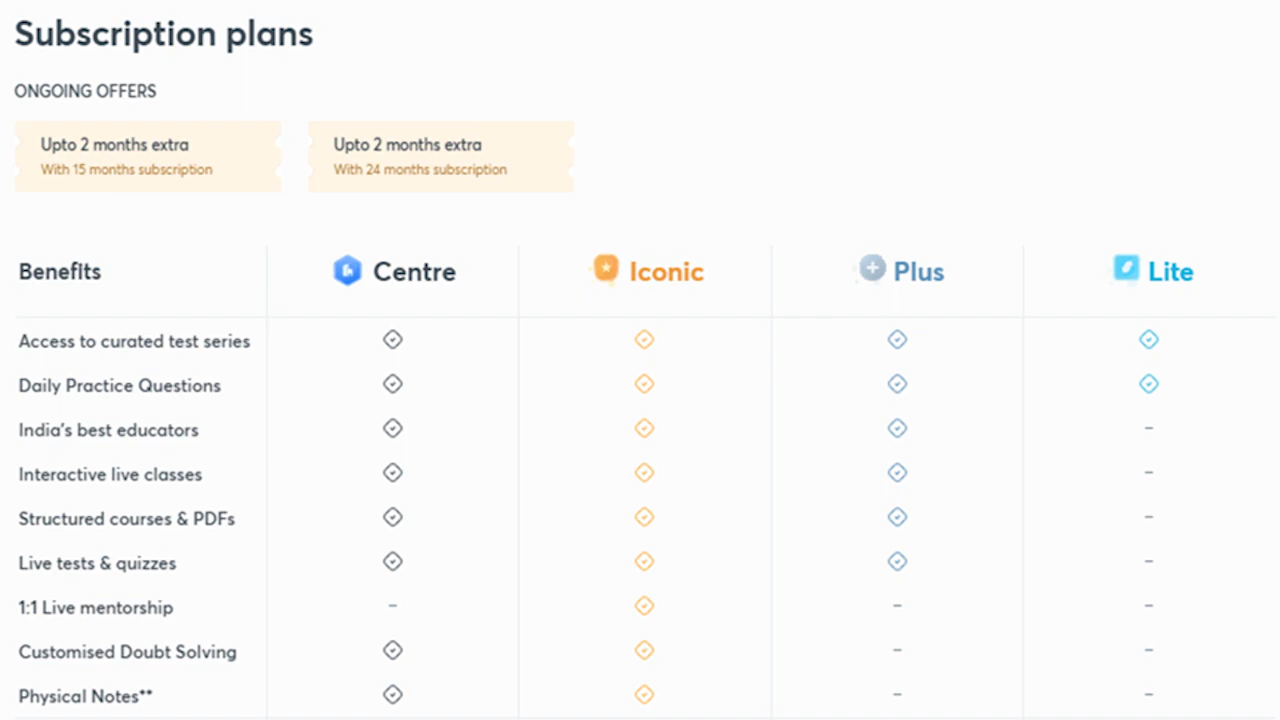 Subscription plans
ONGOING OFFERS
Upto 2 months extra
With 15 months subscription
Upto 2 months extra
With 24 months subscription
Benefits Centre Iconic Plus Lite
Access to curated test series
Daily Practice Questions
India's best educators –
Interactive live classes –
Structured courses & PDFs –
Live tests & quizzes –
1:1 Live mentorship – – –
Customised Doubt Solving – –
Physical Notes** – –